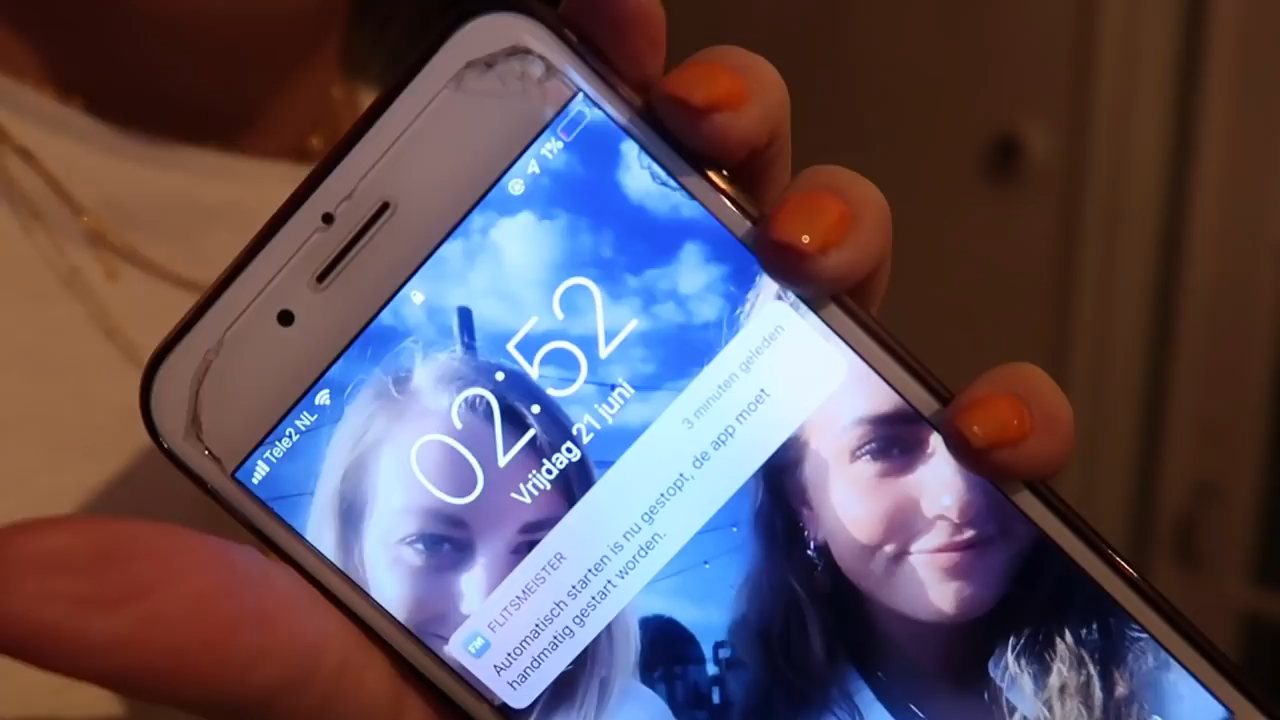 Tele2 NL
1%
02:52
Vrijdag 21 juni
FM FLITSMEISTER
3 minuten geleden
Automatisch starten is nu gestopt, de app moet
handmatig gestart worden.